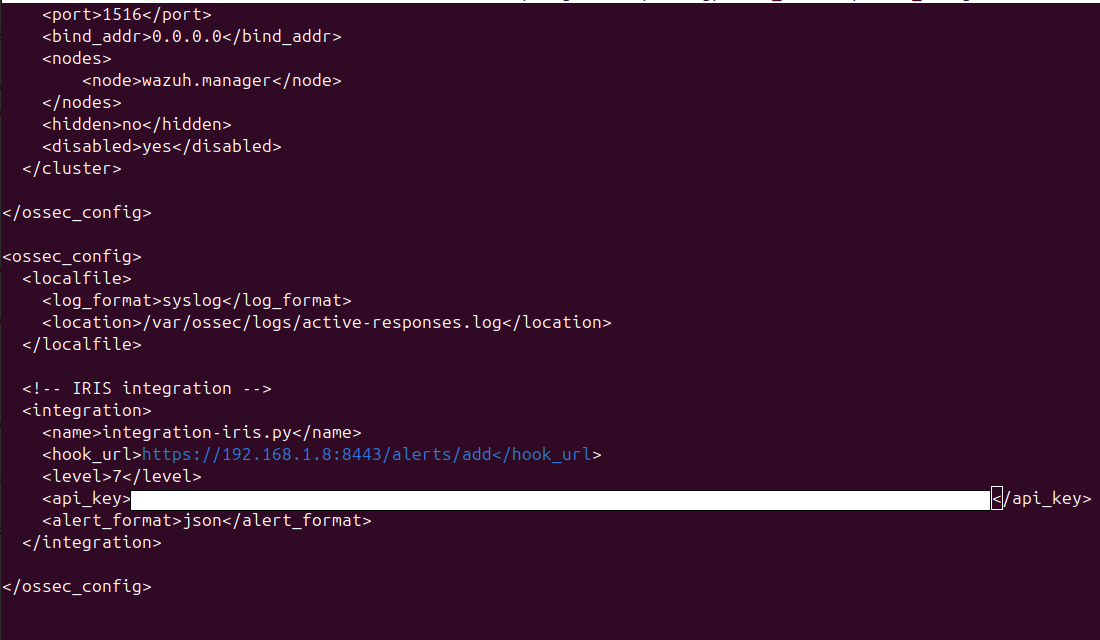 <port>1516</port>
<bind_addr>0.0.0.0</bind_addr>
<nodes>
<node>wazuh.manager</node>
</nodes>
<hidden>no</hidden>
<disabled>yes</disabled>
</cluster>
</ossec_config>
<ossec_config>
<localfile>
<log_format>syslog</log_format>
<location>/var/ossec/logs/active-responses.log</location>
</localfile>
<!-- IRIS integration -->
<integration>
<name>integration-iris.py</name>
<hook_url>https://192.168.1.8:8443/alerts/add</hook_url>
<level>7</level>
<api_key></api_key>
<alert_format>json</alert_format>
</integration>
</ossec_config>